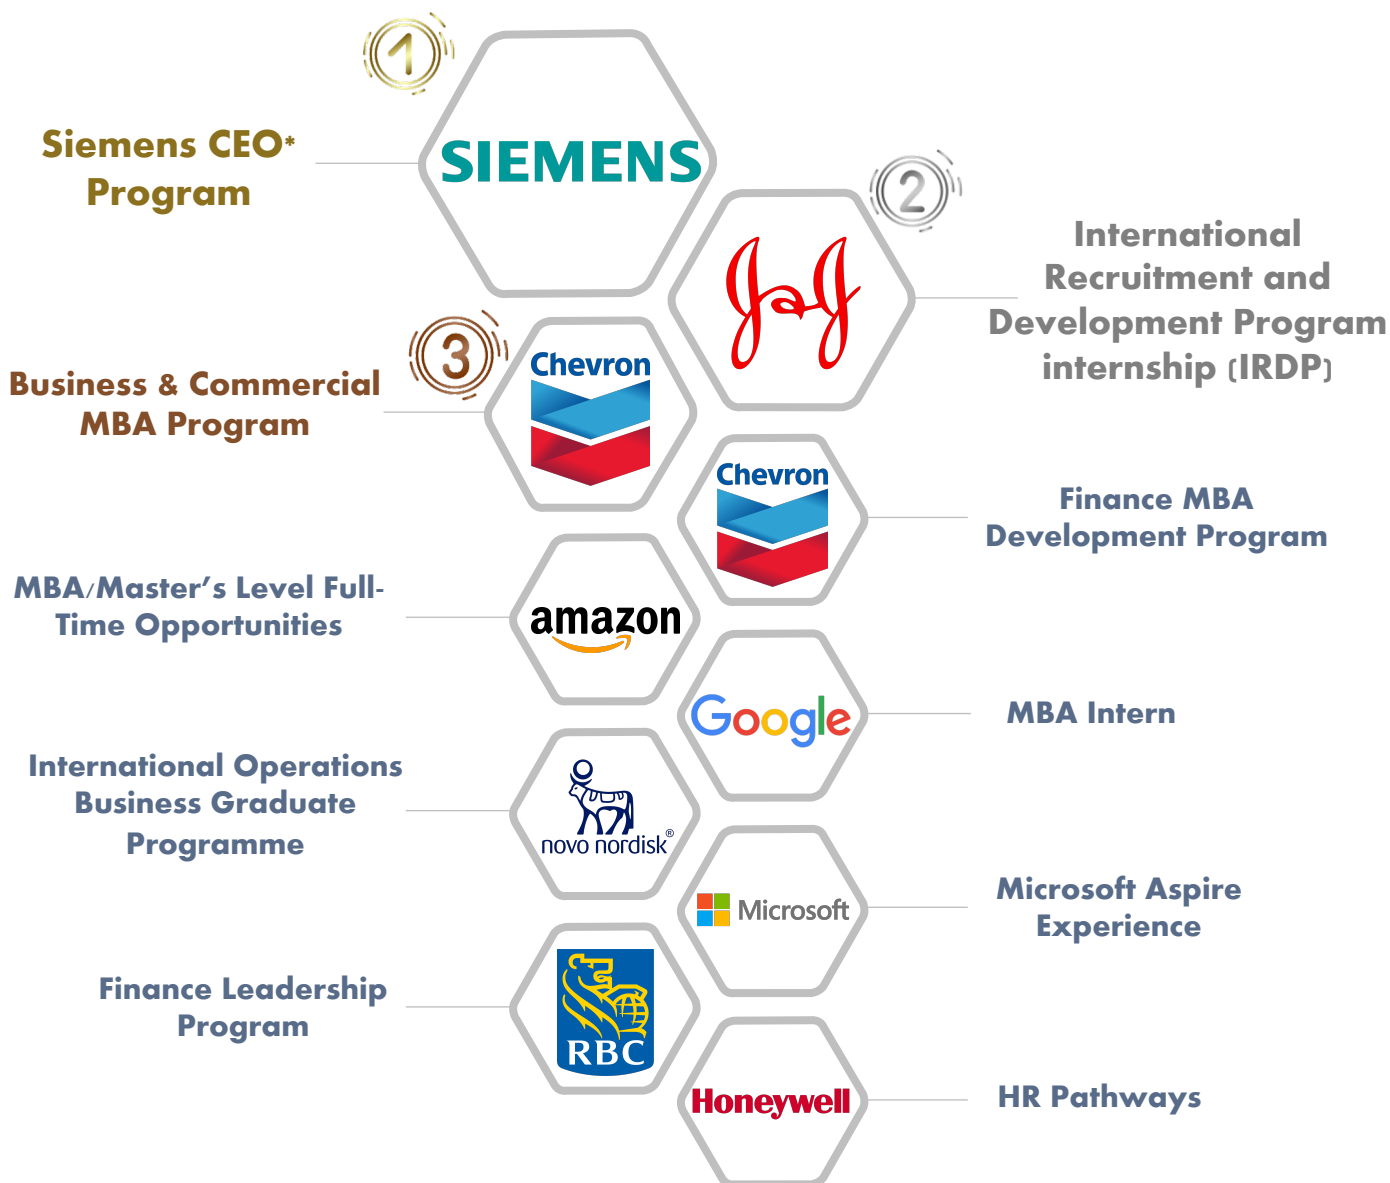 1
Siemens CEO*
Program
SIEMENS
2
International
Recruitment and
Development Program
internship (IRDP)
J&J
3
Business & Commercial
MBA Program
Chevron
Chevron
Finance MBA
Development Program
MBA/Master's Level Full-
Time Opportunities
amazon
Google
MBA Intern
International Operations
Business Graduate
Programme
novo nordisk®
Microsoft
Microsoft Aspire
Experience
Finance Leadership
Program
RBC
Honeywell
HR Pathways